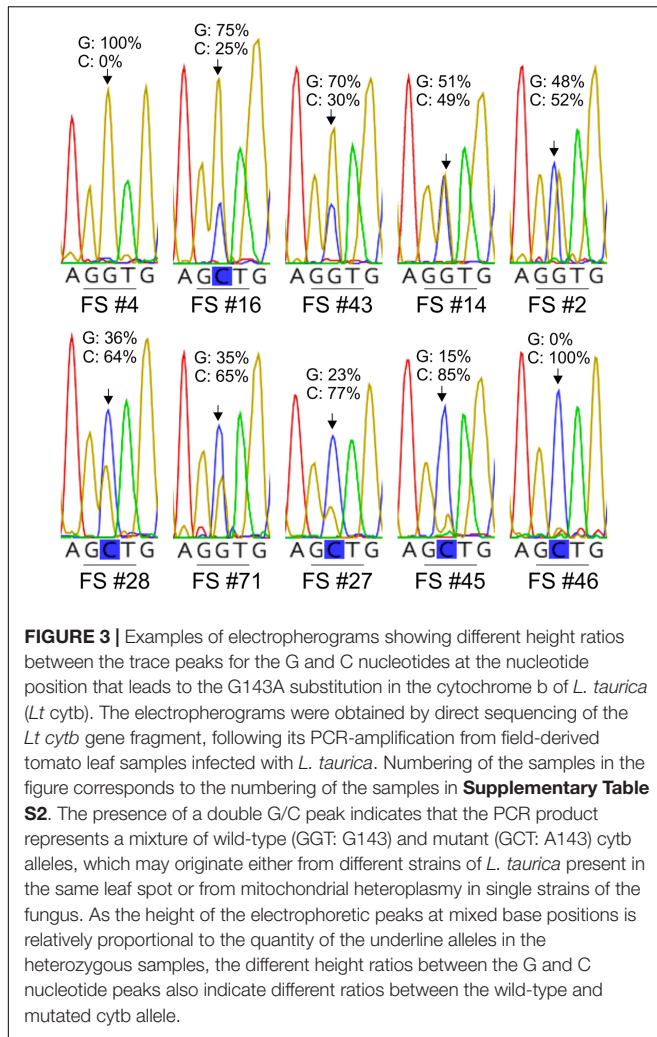 G: 100%
C: 0%
G: 75%
C: 25%
G: 70%
C: 30%
G: 51%
C: 49%
G: 48%
C: 52%
A G G T G
A G C T G
A G G T G
A G G T G
A G G T G
FS #4
FS #16
FS #43
FS #14
FS #2
G: 36%
C: 64%
G: 35%
C: 65%
G: 23%
C: 77%
G: 15%
C: 85%
G: 0%
C: 100%
A G C T G
A G G T G
A G C T G
A G C T G
A G C T G
FS #28
FS #71
FS #27
FS #45
FS #46
FIGURE 3 | Examples of electropherograms showing different height ratios
between the trace peaks for the G and C nucleotides at the nucleotide
position that leads to the G143A substitution in the cytochrome b of L. taurica
(Lt cytb). The electropherograms were obtained by direct sequencing of the
Lt cytb gene fragment, following its PCR-amplification from field-derived
tomato leaf samples infected with L. taurica. Numbering of the samples in the
figure corresponds to the numbering of the samples in Supplementary Table
S2. The presence of a double G/C peak indicates that the PCR product
represents a mixture of wild-type (GGT: G143) and mutant (GCT: A143) cytb
alleles, which may originate either from different strains of L. taurica present in
the same leaf spot or from mitochondrial heteroplasmy in single strains of the
fungus. As the height of the electrophoretic peaks at mixed base positions is
relatively proportional to the quantity of the underline alleles in the
heterozygous samples, the different height ratios between the G and C
nucleotide peaks also indicate different ratios between the wild-type and
mutated cytb allele.